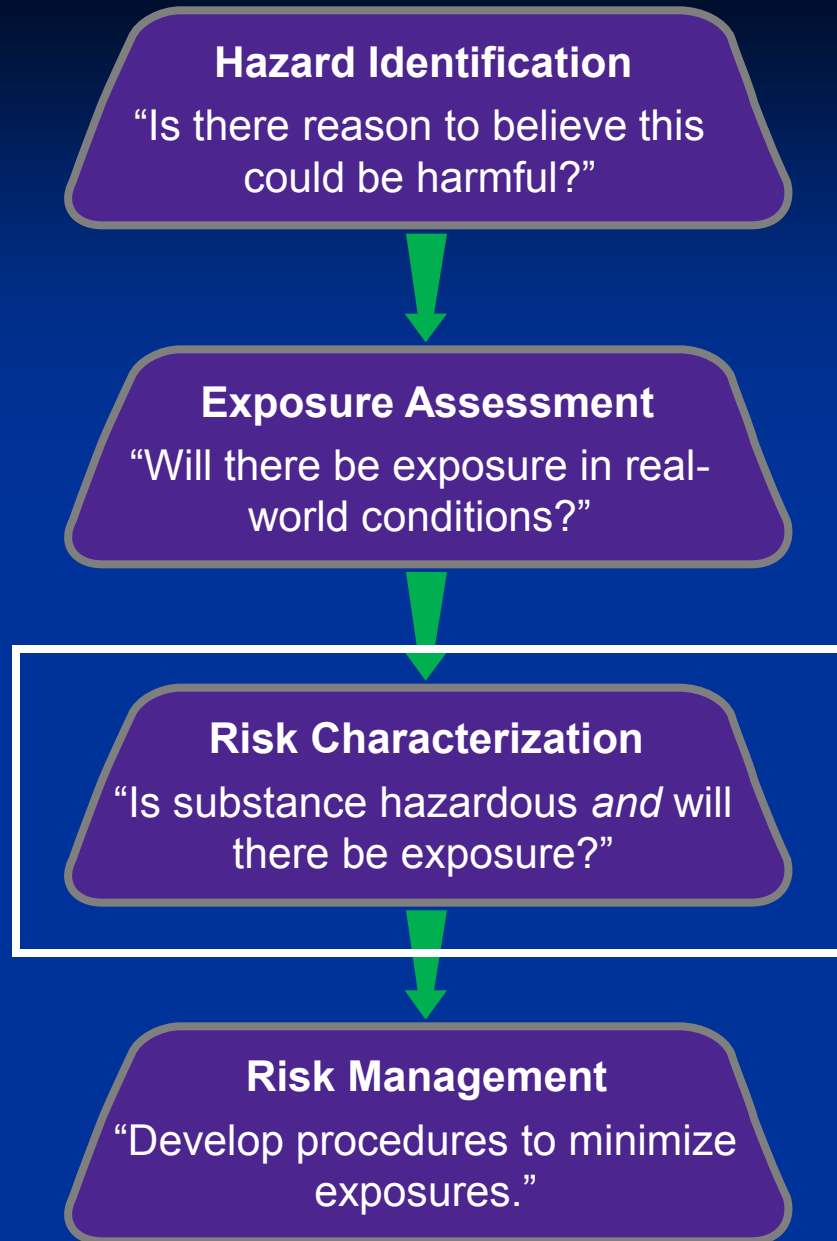 Hazard Identification
“Is there reason to believe this
could be harmful?”
Exposure Assessment
“Will there be exposure in real-
world conditions?”
Risk Characterization
“Is substance hazardous and will
there be exposure?”
Risk Management
“Develop procedures to minimize
exposures.”